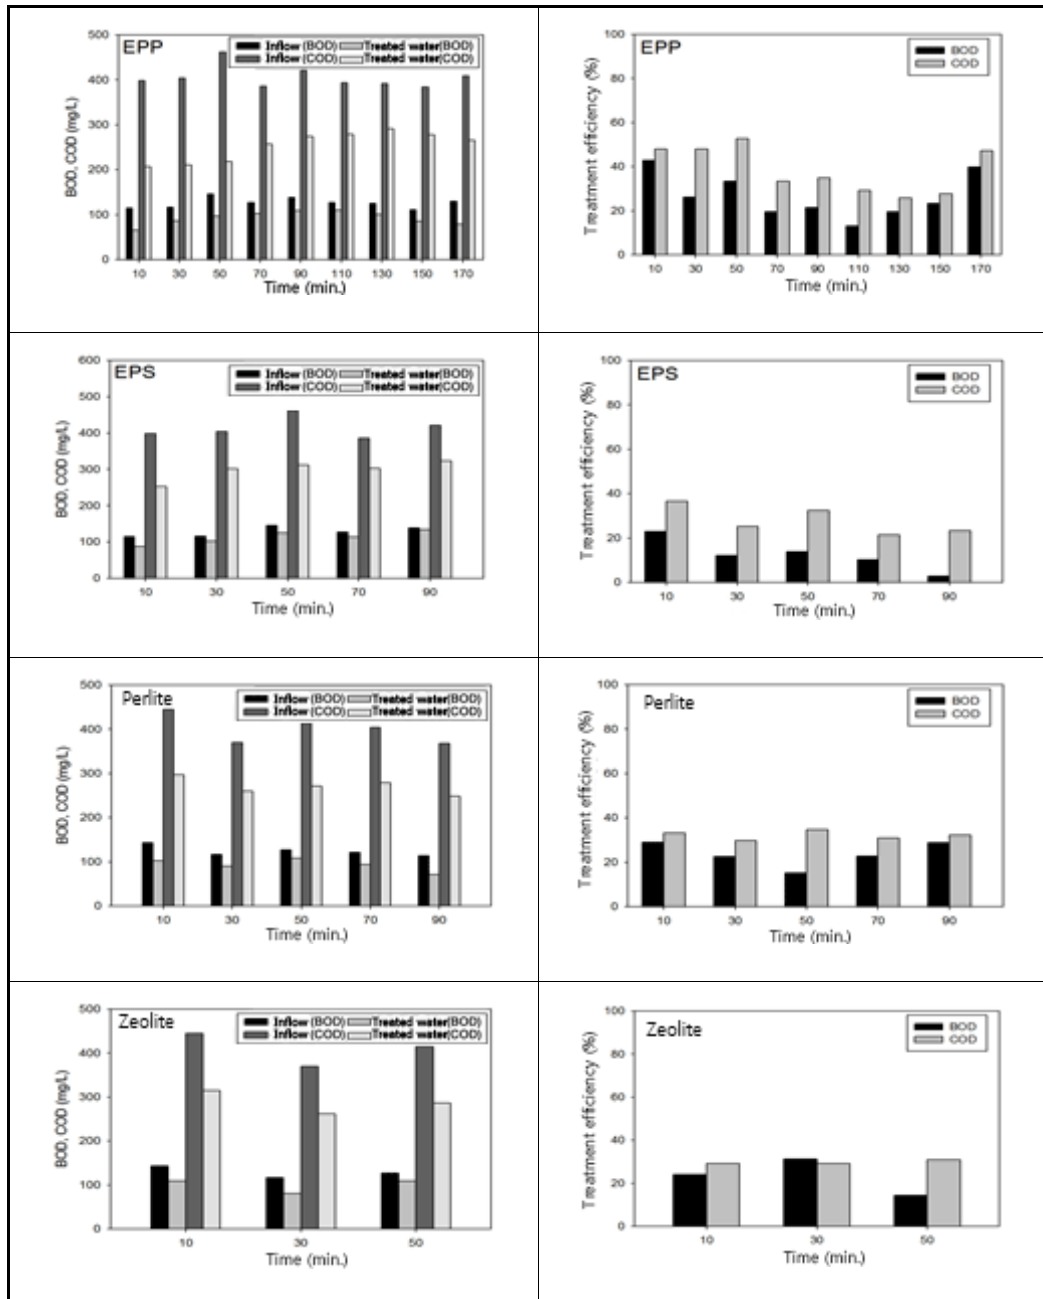 EPP
Inflow (BOD) Treated water(BOD)
Inflow (COD) Treated water(COD)
BOD, COD (mg/L)
500
400
300
200
100
0
10 30 50 70 90 110 130 150 170
Time (min.)
EPP
BOD
COD
Treatment efficiency (%)
100
80
60
40
20
0
10 30 50 70 90 110 130 150 170
Time (min.)
EPS
Inflow (BOD) Treated water(BOD)
Inflow (COD) Treated water(COD)
BOD, COD (mg/L)
600
500
400
300
200
100
0
10 30 50 70 90
Time (min.)
EPS
BOD
COD
Treatment efficiency (%)
100
80
60
40
20
0
10 30 50 70 90
Time (min.)
Perlite
Inflow (BOD) Treated water(BOD)
Inflow (COD) Treated water(COD)
BOD, COD (mg/L)
500
400
300
200
100
0
10 30 50 70 90
Time (min.)
Perlite
BOD
COD
Treatment efficiency (%)
100
80
60
40
20
0
10 30 50 70 90
Time (min.)
Zeolite
Inflow (BOD) Treated water(BOD)
Inflow (COD) Treated water(COD)
BOD, COD (mg/L)
500
400
300
200
100
0
10 30 50
Time (min.)
Zeolite
BOD
COD
Treatment efficiency (%)
100
80
60
40
20
0
10 30 50
Time (min.)